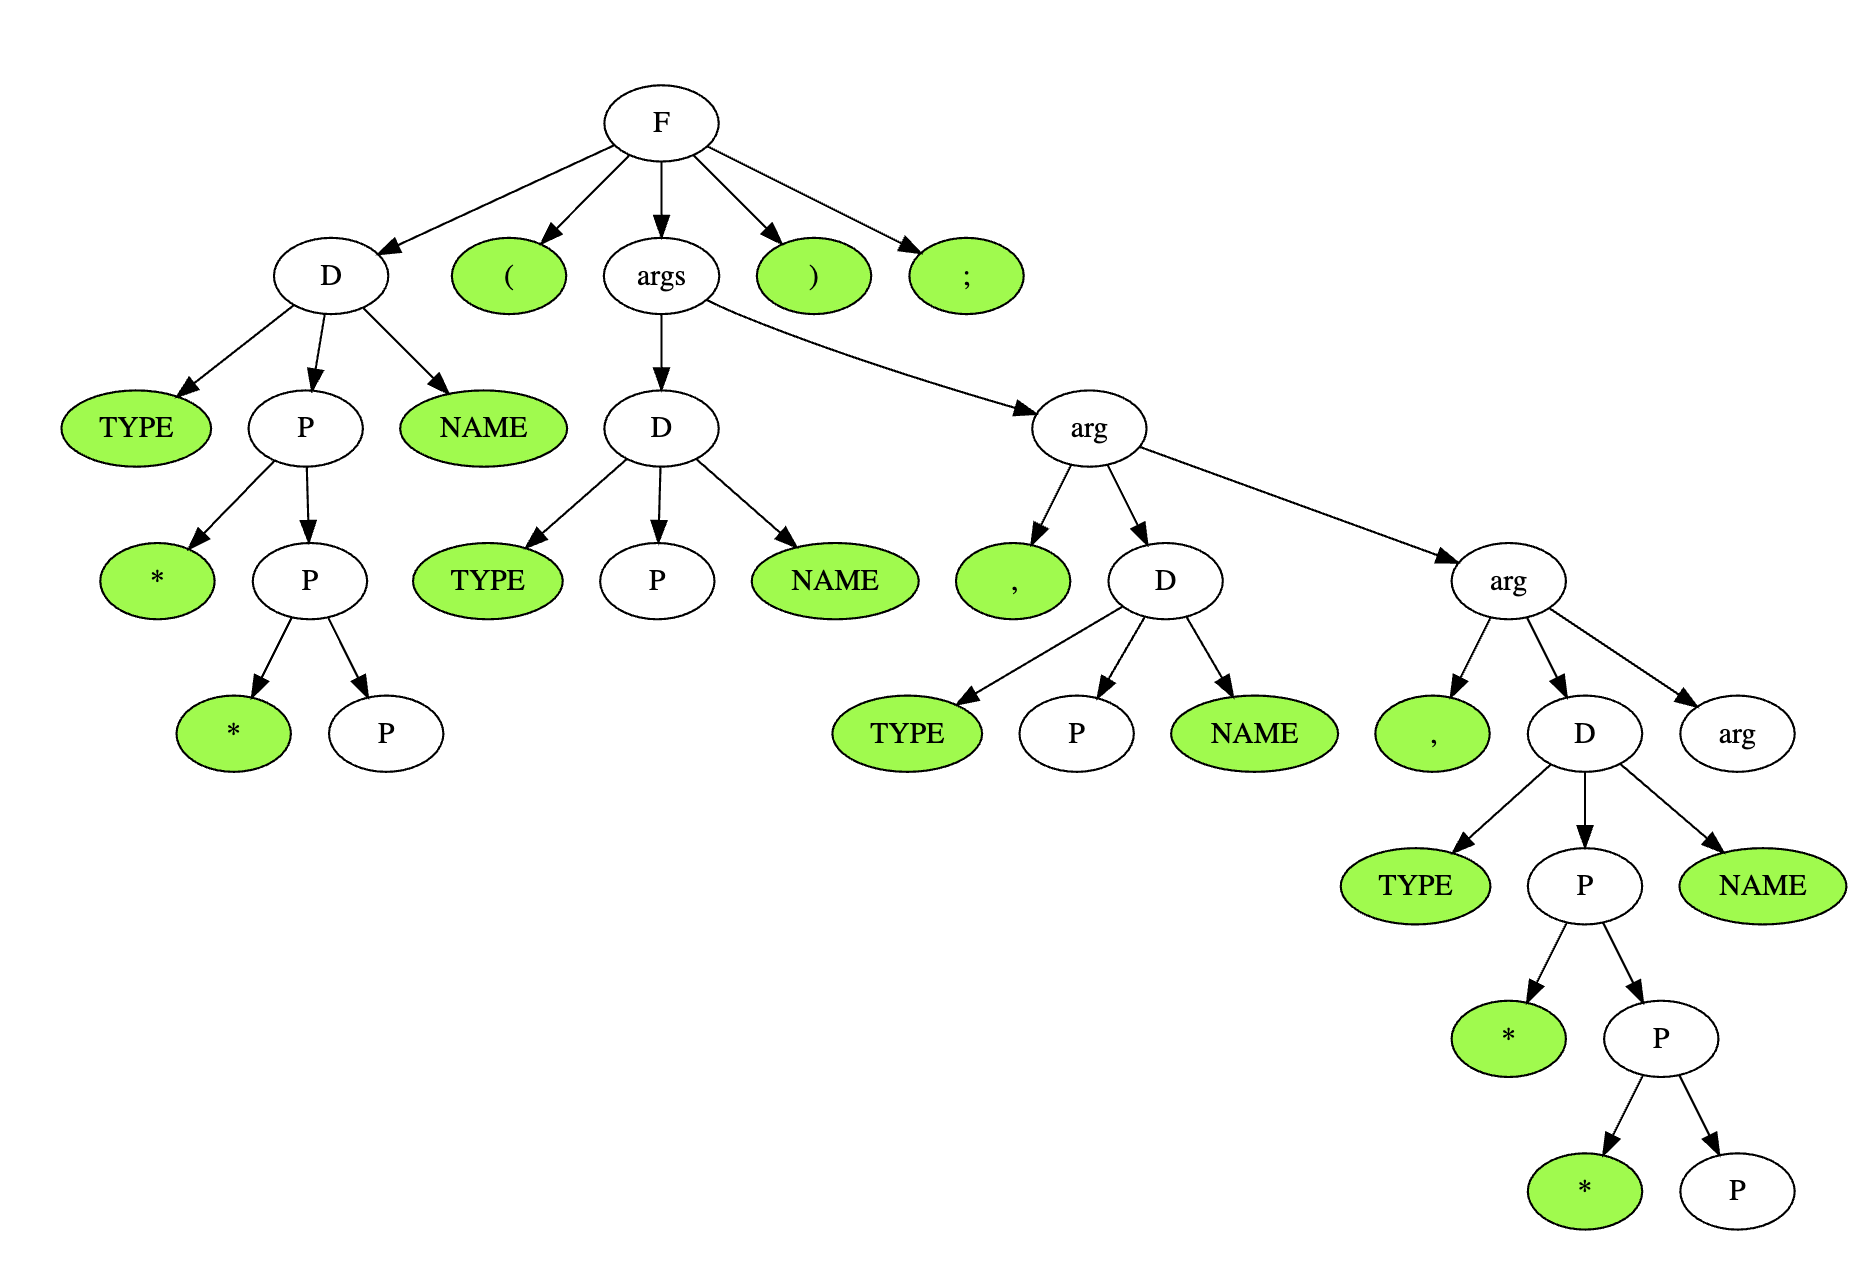 F
D ( args ) ;
TYPE P NAME D arg
* P TYPE P NAME , D arg
* P TYPE P NAME , D arg
TYPE P NAME
* P
* P